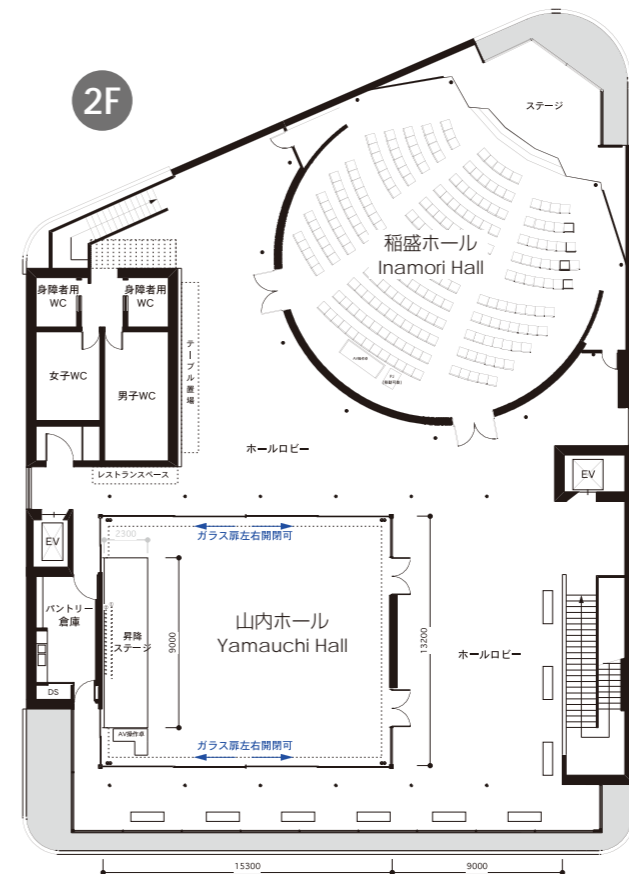 2F
ステージ
稲盛ホール
Inamori Hall
身障者用
WC
身障者用
WC
女子WC
男子WC
テーブル置場
AV操作卓
ホールロビー
レストランスペース
EV
EV
ガラス扉左右開閉可
2300
パントリー
倉庫
昇降
ステージ
9000
山内ホール
Yamauchi Hall
13200
ホールロビー
DS
AV操作卓
ガラス扉左右開閉可
15300
9000